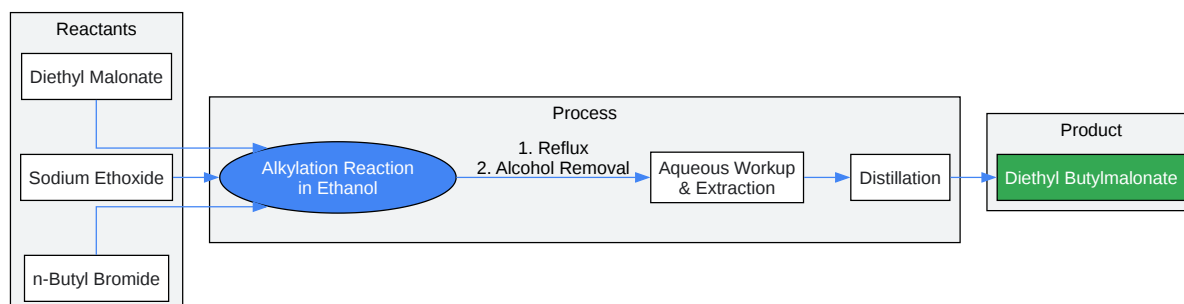 Reactants
Diethyl Malonate
Sodium Ethoxide
n-Butyl Bromide
Process
Alkylation Reaction
in Ethanol
1. Reflux
2. Alcohol Removal
Aqueous Workup
& Extraction
Distillation
Product
Diethyl Butylmalonate